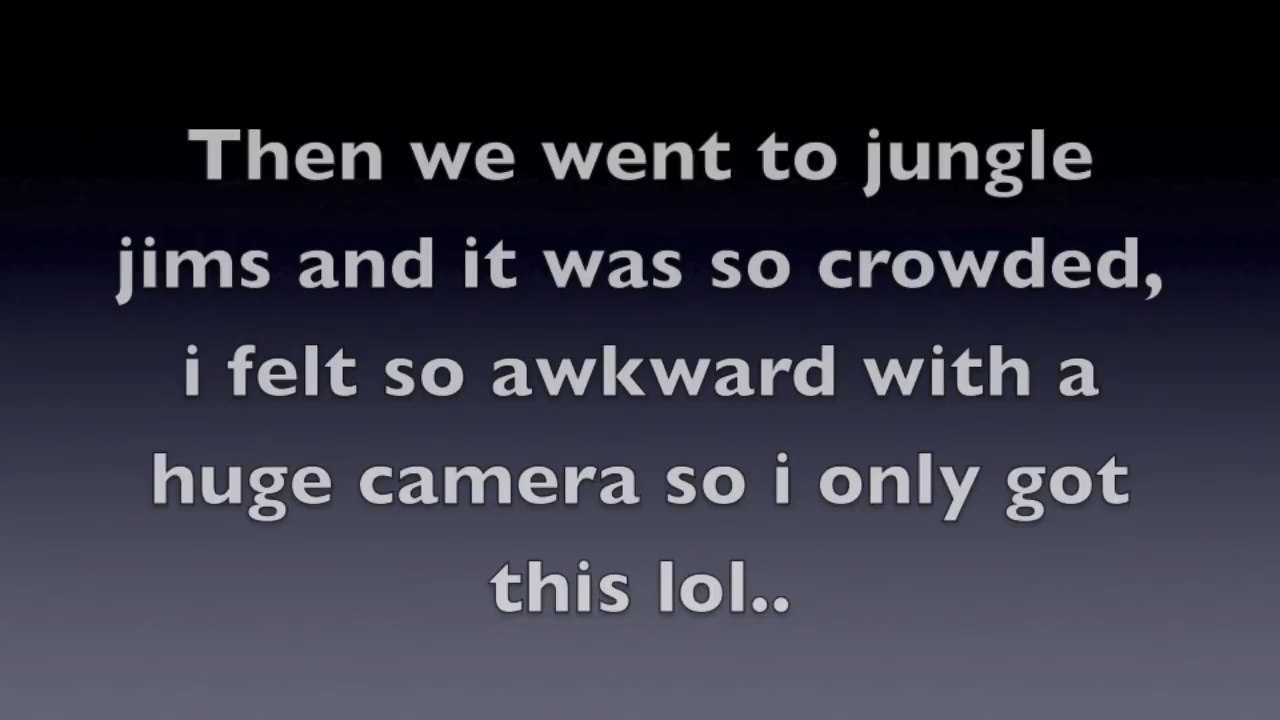 Then we went to jungle
jims and it was so crowded,
i felt so awkward with a
huge camera so i only got
this lol..